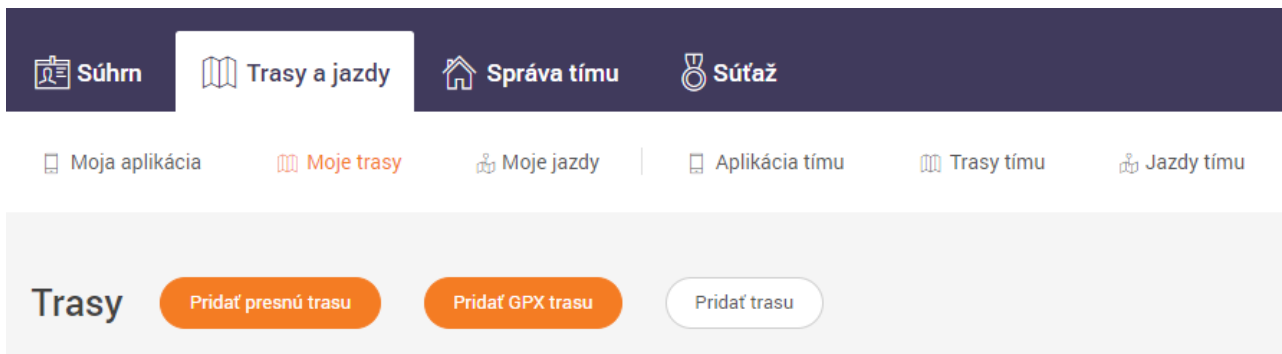 Súhrn Trasy a jazdy Správa tímu Súťaž
Moja aplikácia Moje trasy Moje jazdy Aplikácia tímu Trasy tímu Jazdy tímu
Trasy Pridať presnú trasu Pridať GPX trasu Pridať trasu